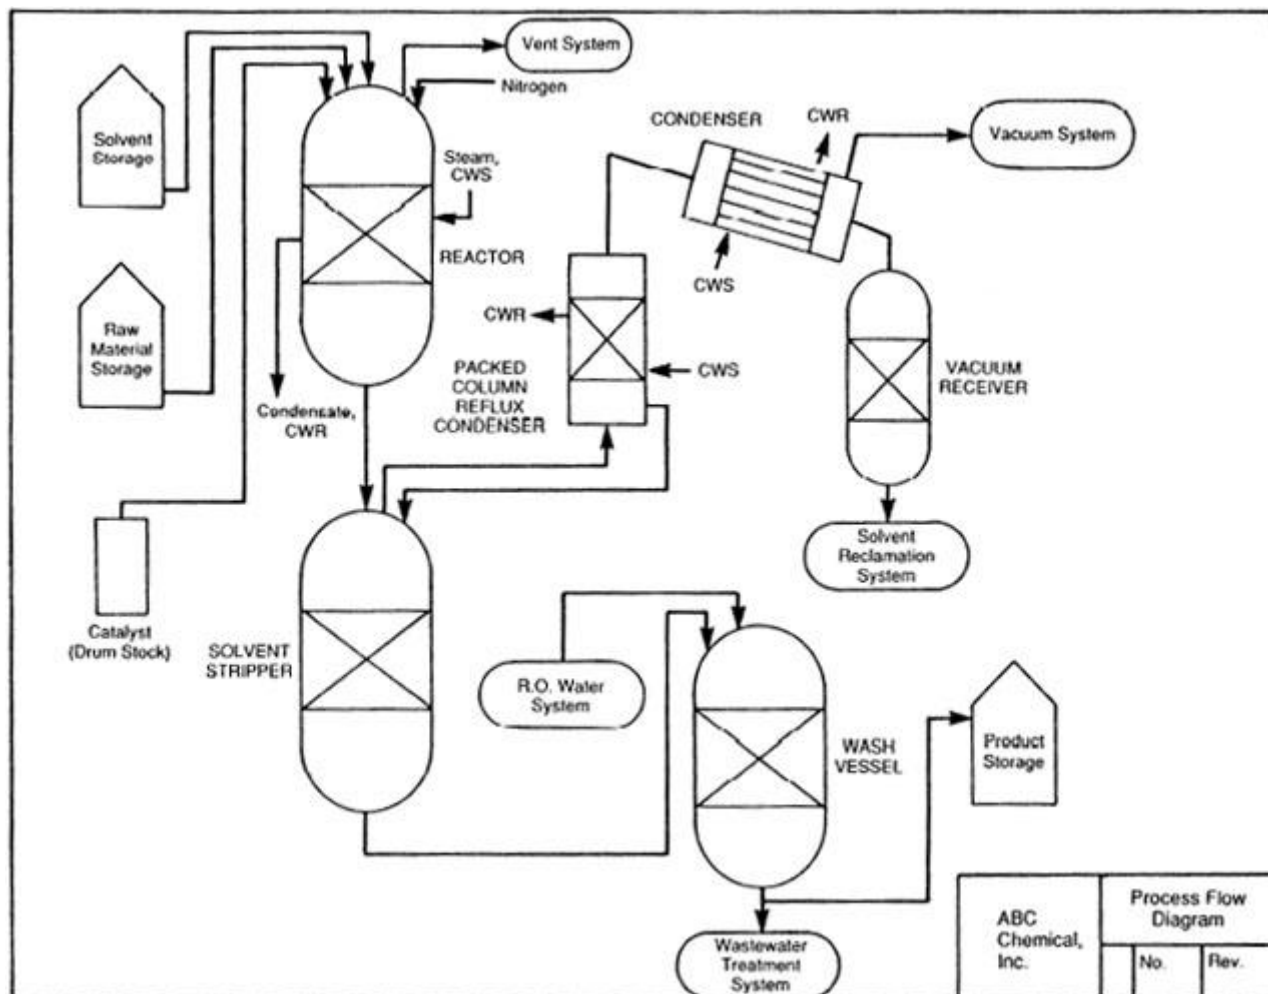 Vent System
Nitrogen
Solvent
Storage
Steam,
CWS
REACTOR
Raw
Material
Storage
Condensate,
CWR
Catalyst
(Drum Stock)
CONDENSER
CWR
Vacuum System
CWS
CWR
CWS
PACKED
COLUMN
REFLUX
CONDENSER
VACUUM
RECEIVER
Solvent
Reclamation
System
SOLVENT
STRIPPER
R.O. Water
System
WASH
VESSEL
Product
Storage
Wastewater
Treatment
System
ABC
Chemical,
Inc.
Process Flow
Diagram
No.
Rev.